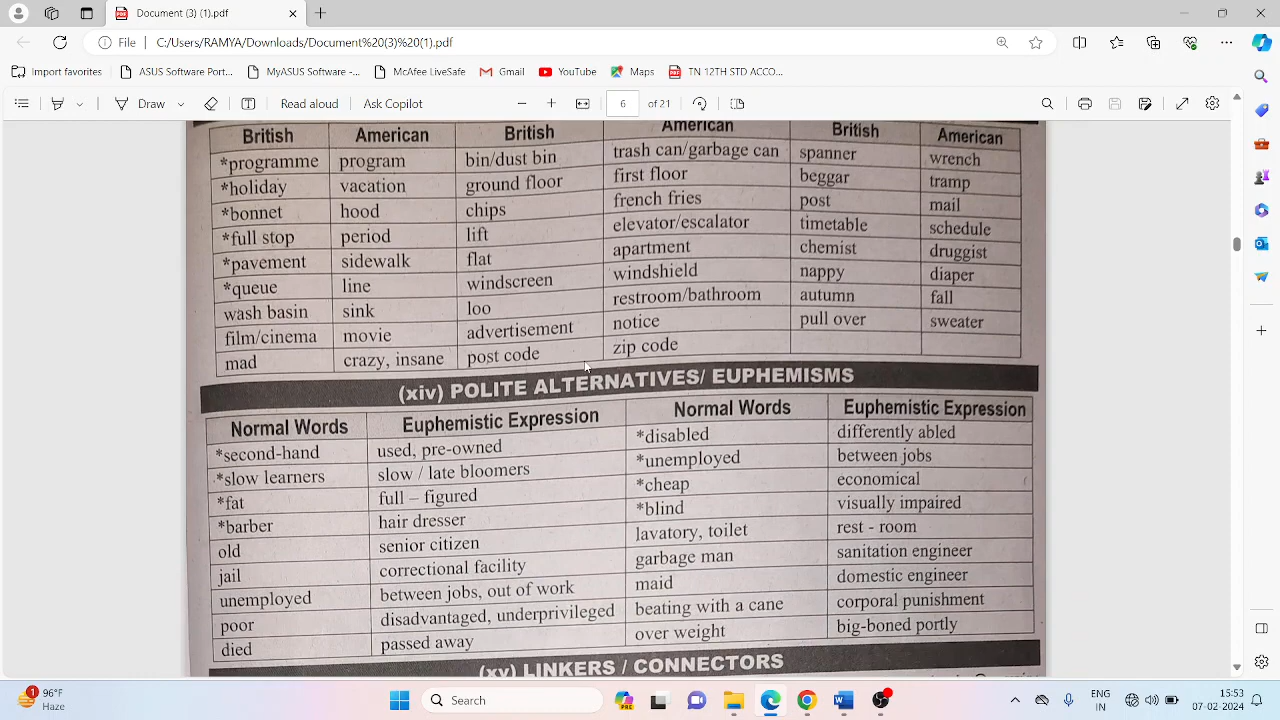 Document (3) (1).pdf
File C:/Users/RAMYA/Downloads/Document%20(3)%20(1).pdf
Import favorites ASUS Software Port... MyASUS Software -... McAfee LiveSafe Gmail YouTube Maps TN 12TH STD ACCO...
Draw Read aloud Ask Copilot 6 of 21
British American British American British American
*programme program bin/dust bin trash can/garbage can spanner wrench
*holiday vacation ground floor first floor beggar tramp
*bonnet hood chips french fries post mail
*full stop period lift elevator/escalator timetable schedule
*pavement sidewalk flat apartment chemist druggist
*queue line windscreen windshield nappy diaper
wash basin sink loo restroom/bathroom autumn fall
film/cinema movie advertisement notice pull over sweater
mad crazy, insane post code zip code
(xiv) POLITE ALTERNATIVES/ EUPHEMISMS
Normal Words Euphemistic Expression Normal Words Euphemistic Expression
*second-hand used, pre-owned *disabled differently abled
*slow learners slow / late bloomers *unemployed between jobs
*fat full – figured *cheap economical
*barber hair dresser *blind visually impaired
old senior citizen lavatory, toilet rest - room
jail correctional facility garbage man sanitation engineer
unemployed between jobs, out of work maid domestic engineer
poor disadvantaged, underprivileged beating with a cane corporal punishment
died passed away over weight big-boned portly
(xv) LINKERS / CONNECTORS
1 96°F
Haze
Search
ENG
IN
15:53
07-02-2024